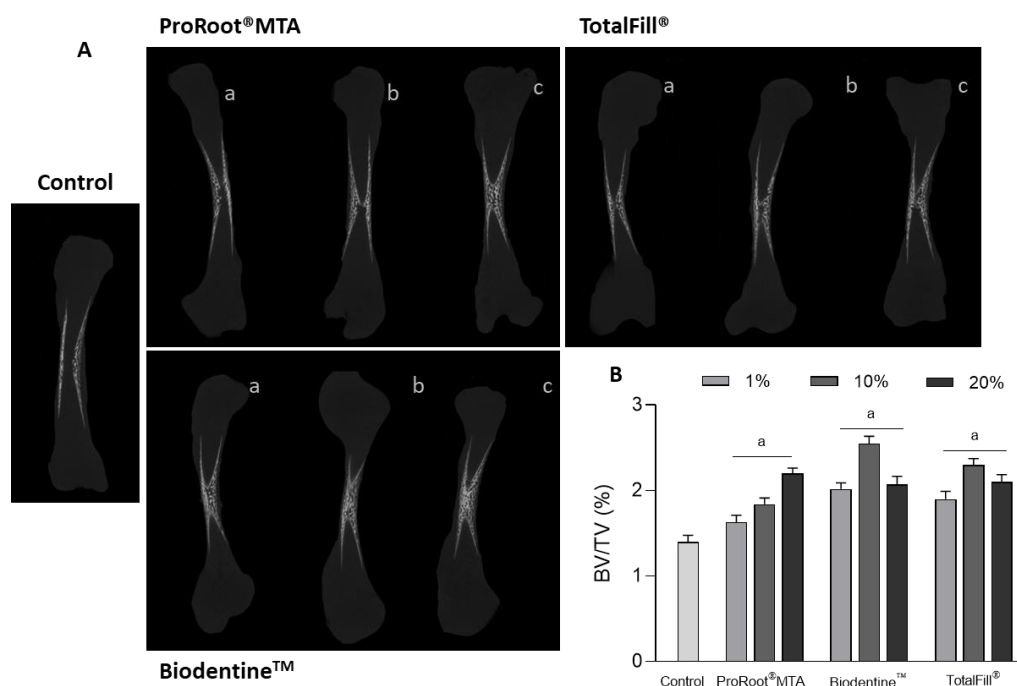 ProRoot®MTA
TotalFill®
A
a
b
c
a
b
c
Control
a
b
c
Biodentine™
B
1%
10%
20%
3
2
1
0
BV/TV (%)
a
a
a
Control
ProRoot®MTA
Biodentine™
TotalFill®